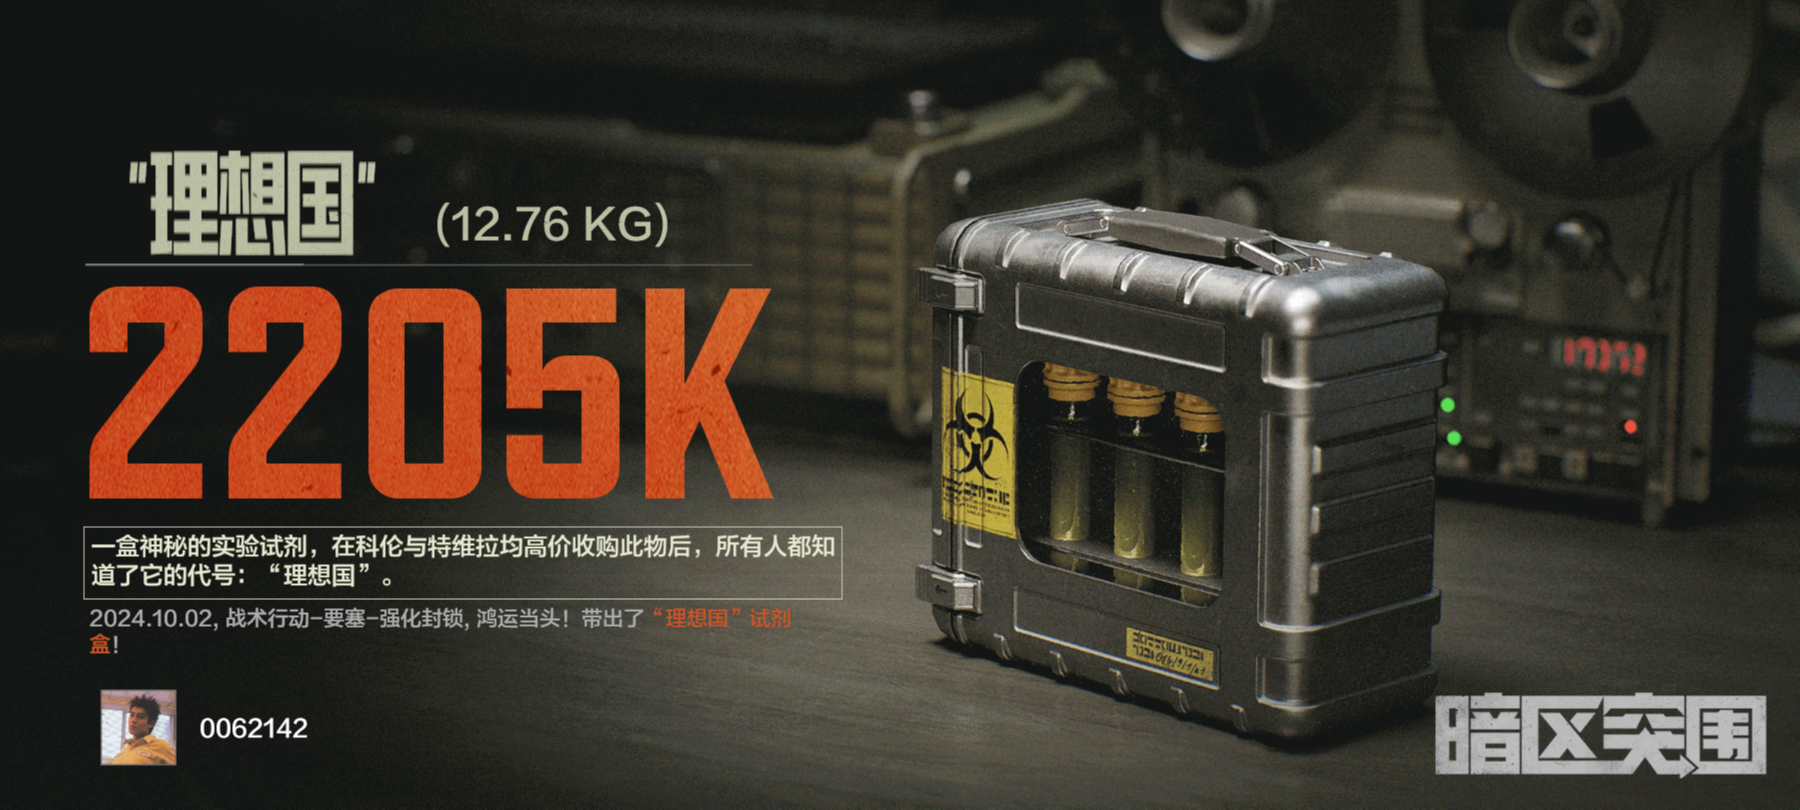 "理想国"
(12.76 KG)
2205K
一盒神秘的实验试剂，在科伦与特维拉均高价收购此物后，所有人都知
道了它的代号：“理想国”。
2024.10.02, 战术行动-要塞-强化封锁, 鸿运当头！带出了“理想国”试剂
盒！
0062142
暗区突围